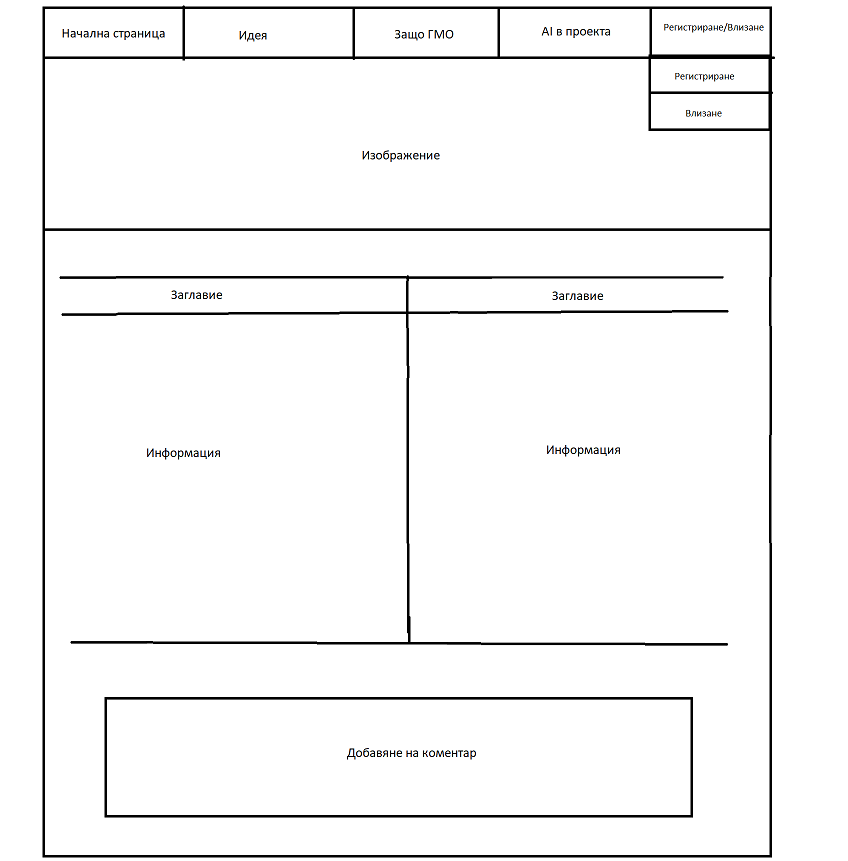 Начална страница
Идея
Защо ГМО
AI в проекта
Регистриране/Влизане
Регистриране
Влизане
Изображение
Заглавие
Заглавие
Информация
Информация
Добавяне на коментар